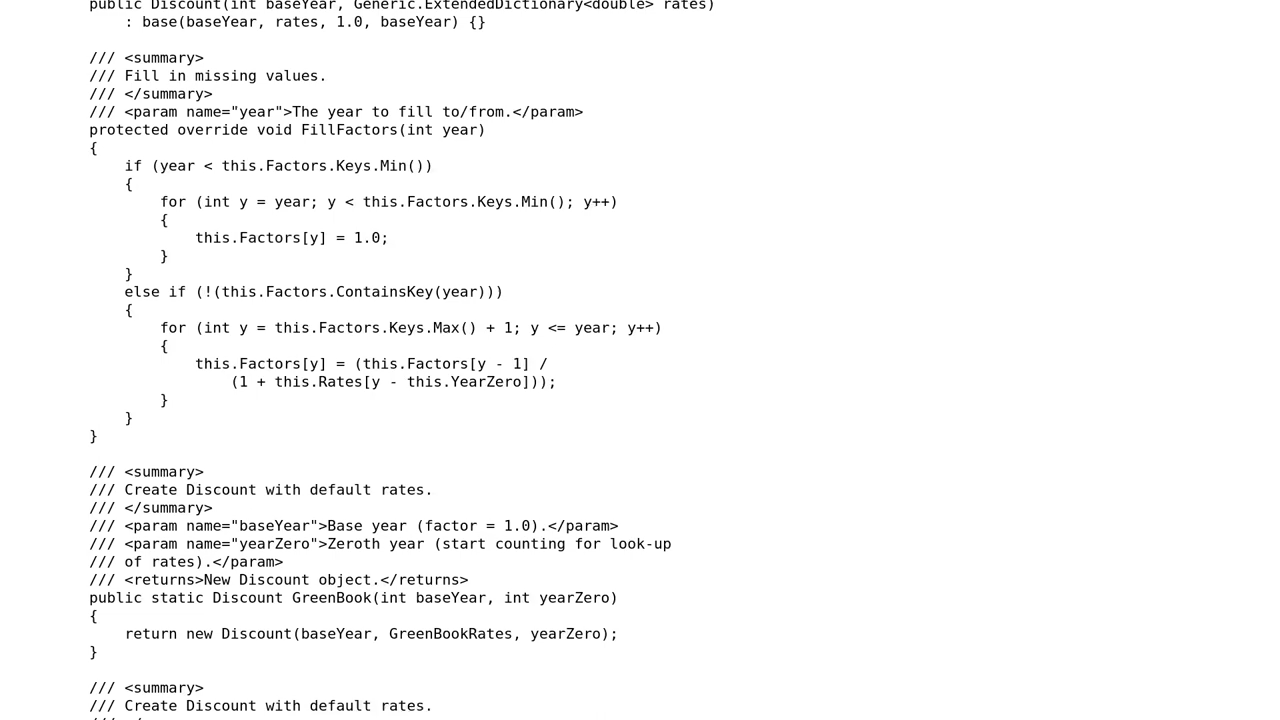 public Discount(int baseYear, Generic.ExtendedDictionary<double> rates)
    : base(baseYear, rates, 1.0, baseYear) {}

/// <summary>
/// Fill in missing values.
/// </summary>
/// <param name="year">The year to fill to/from.</param>
protected override void FillFactors(int year)
{
    if (year < this.Factors.Keys.Min())
    {
        for (int y = year; y < this.Factors.Keys.Min(); y++)
        {
            this.Factors[y] = 1.0;
        }
    }
    else if (!(this.Factors.ContainsKey(year)))
    {
        for (int y = this.Factors.Keys.Max() + 1; y <= year; y++)
        {
            this.Factors[y] = (this.Factors[y - 1] /
                (1 + this.Rates[y - this.YearZero]));
        }
    }
}

/// <summary>
/// Create Discount with default rates.
/// </summary>
/// <param name="baseYear">Base year (factor = 1.0).</param>
/// <param name="yearZero">Zeroth year (start counting for look-up
/// of rates).</param>
/// <returns>New Discount object.</returns>
public static Discount GreenBook(int baseYear, int yearZero)
{
    return new Discount(baseYear, GreenBookRates, yearZero);
}

/// <summary>
/// Create Discount with default rates.